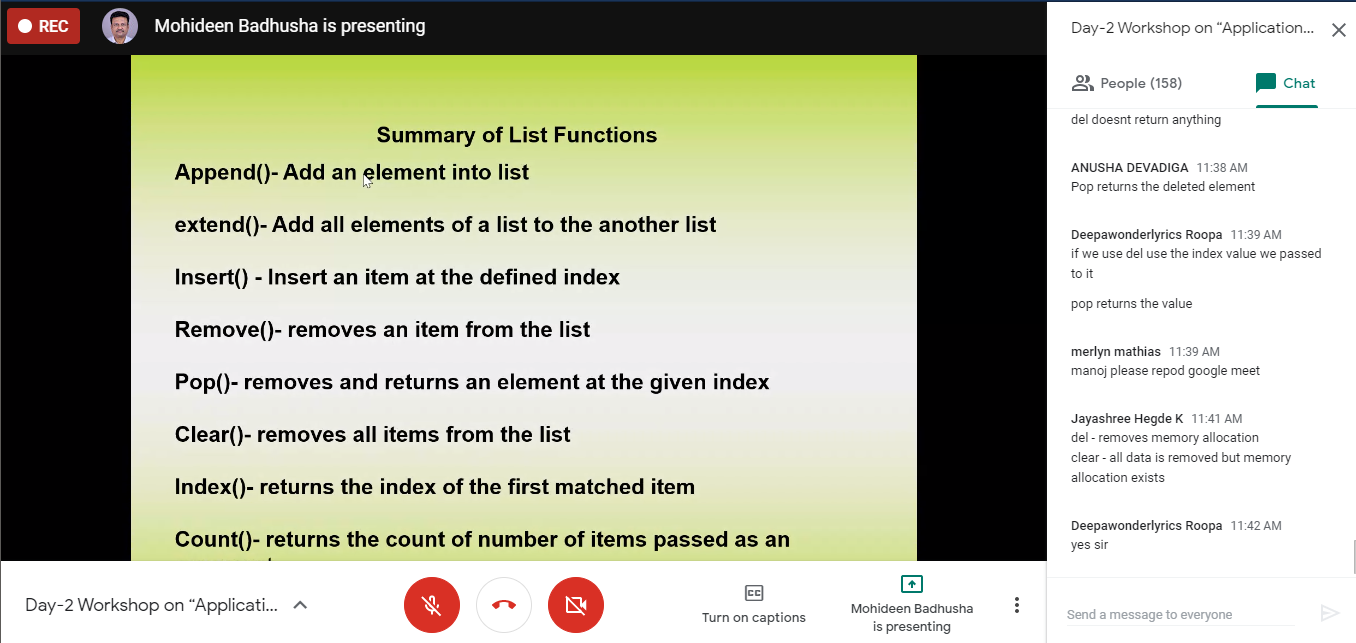 REC
Mohideen Badhusha is presenting
Summary of List Functions
Append()- Add an element into list
extend()- Add all elements of a list to the another list
Insert() - Insert an item at the defined index
Remove()- removes an item from the list
Pop()- removes and returns an element at the given index
Clear()- removes all items from the list
Index()- returns the index of the first matched item
Count()- returns the count of number of items passed as an
Day-2 Workshop on “Applicati...
CC
Turn on captions
Mohideen Badhusha
is presenting
Day-2 Workshop on “Application...
People (158)
Chat
del doesnt return anything
ANUSHA DEVADIGA 11:38 AM
Pop returns the deleted element
Deepawonderlyrics Roopa 11:39 AM
if we use del use the index value we passed
to it
pop returns the value
merlyn mathias 11:39 AM
manoj please repod google meet
Jayashree Hegde K 11:41 AM
del - removes memory allocation
clear - all data is removed but memory
allocation exists
Deepawonderlyrics Roopa 11:42 AM
yes sir
Send a message to everyone